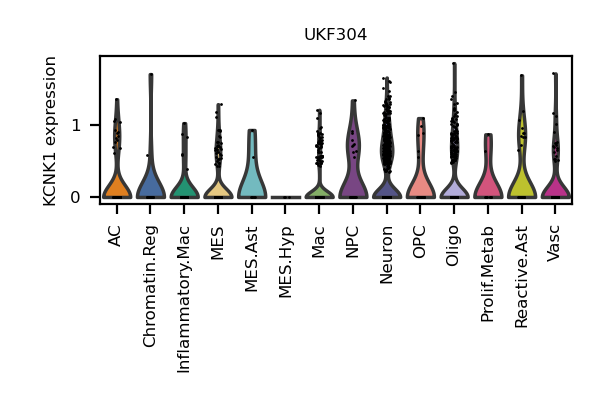 UKF304
KCNK1 expression
1
0
AC
Chromatin.Reg
Inflammatory.Mac
MES
MES.Ast
MES.Hyp
Mac
NPC
Neuron
OPC
Oligo
Prolif.Metab
Reactive.Ast
Vasc